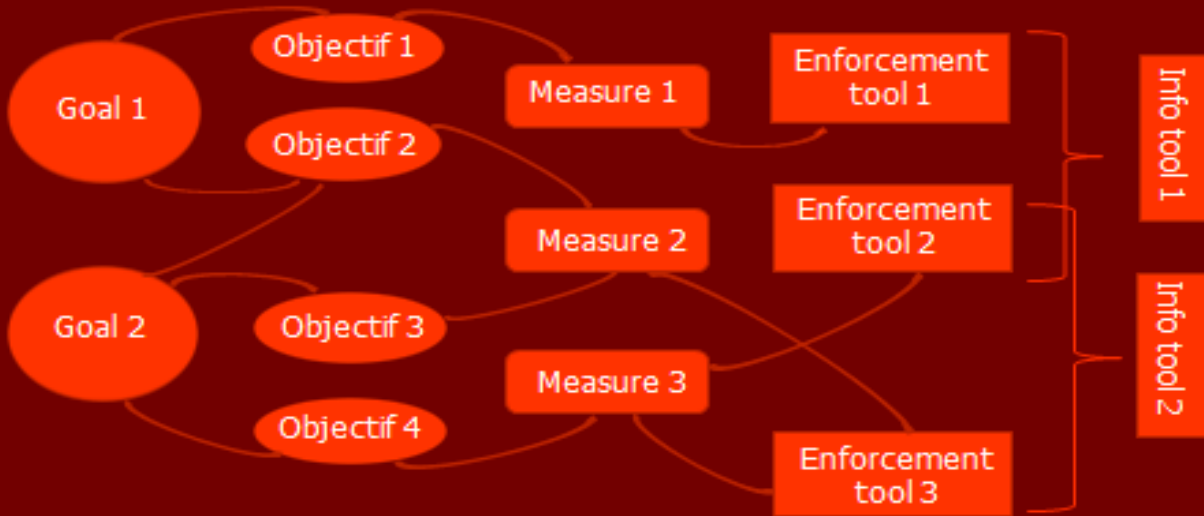 Goal 1
Objectif 1
Objectif 2
Measure 1
Enforcement
tool 1
Info tool 1
Measure 2
Enforcement
tool 2
Goal 2
Objectif 3
Objectif 4
Measure 3
Enforcement
tool 3
Info tool 2